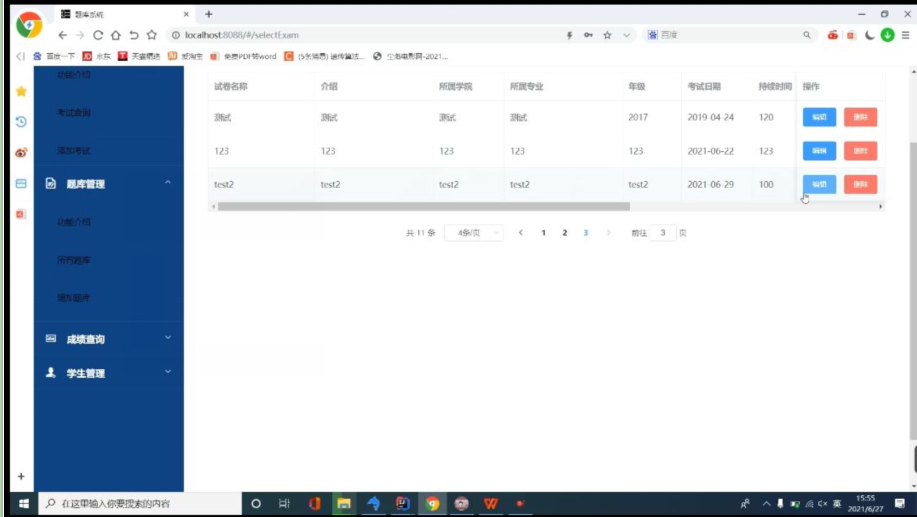 题库系统
localhost:8088/#/selectExam
百度
百度一下
京东
天猫精选
爱淘宝
免费PDF转word
(5条消息) 遗传算法...
空海电影网-2021...
功能介绍
考试查询
添加考试
题库管理
功能介绍
所有题库
增加题库
成绩查询
学生管理
试卷名称 介绍 所属学院 所属专业 年级 考试日期 持续时间 操作
测试 测试 测试 测试 2017 2019-04-24 120 编辑 删除
123 123 123 123 123 2021-06-22 123 编辑 删除
test2 test2 test2 test2 test2 2021-06-29 100 编辑 删除
共 11 条 4条/页 1 2 3 前往 3 页
在这里输入你要搜索的内容
英
15:55
2021/6/27